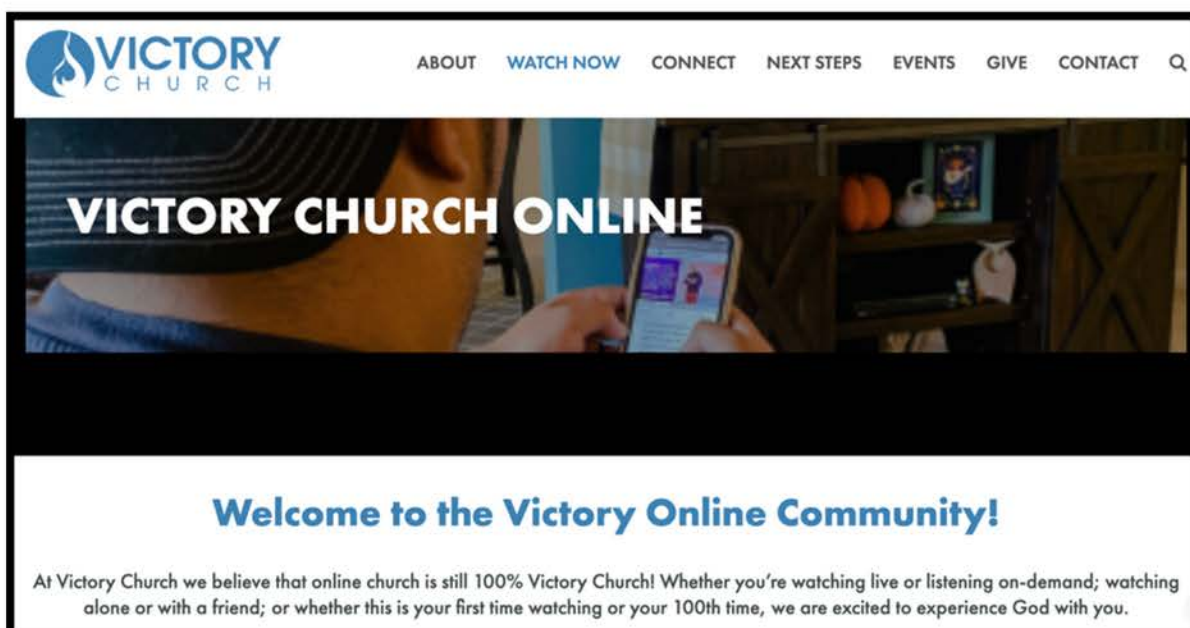 VICTORY
CHURCH
ABOUT WATCH NOW CONNECT NEXT STEPS EVENTS GIVE CONTACT
VICTORY CHURCH ONLINE
Welcome to the Victory Online Community!
At Victory Church we believe that online church is still 100% Victory Church! Whether you’re watching live or listening on-demand; watching
alone or with a friend; or whether this is your first time watching or your 100th time, we are excited to experience God with you.